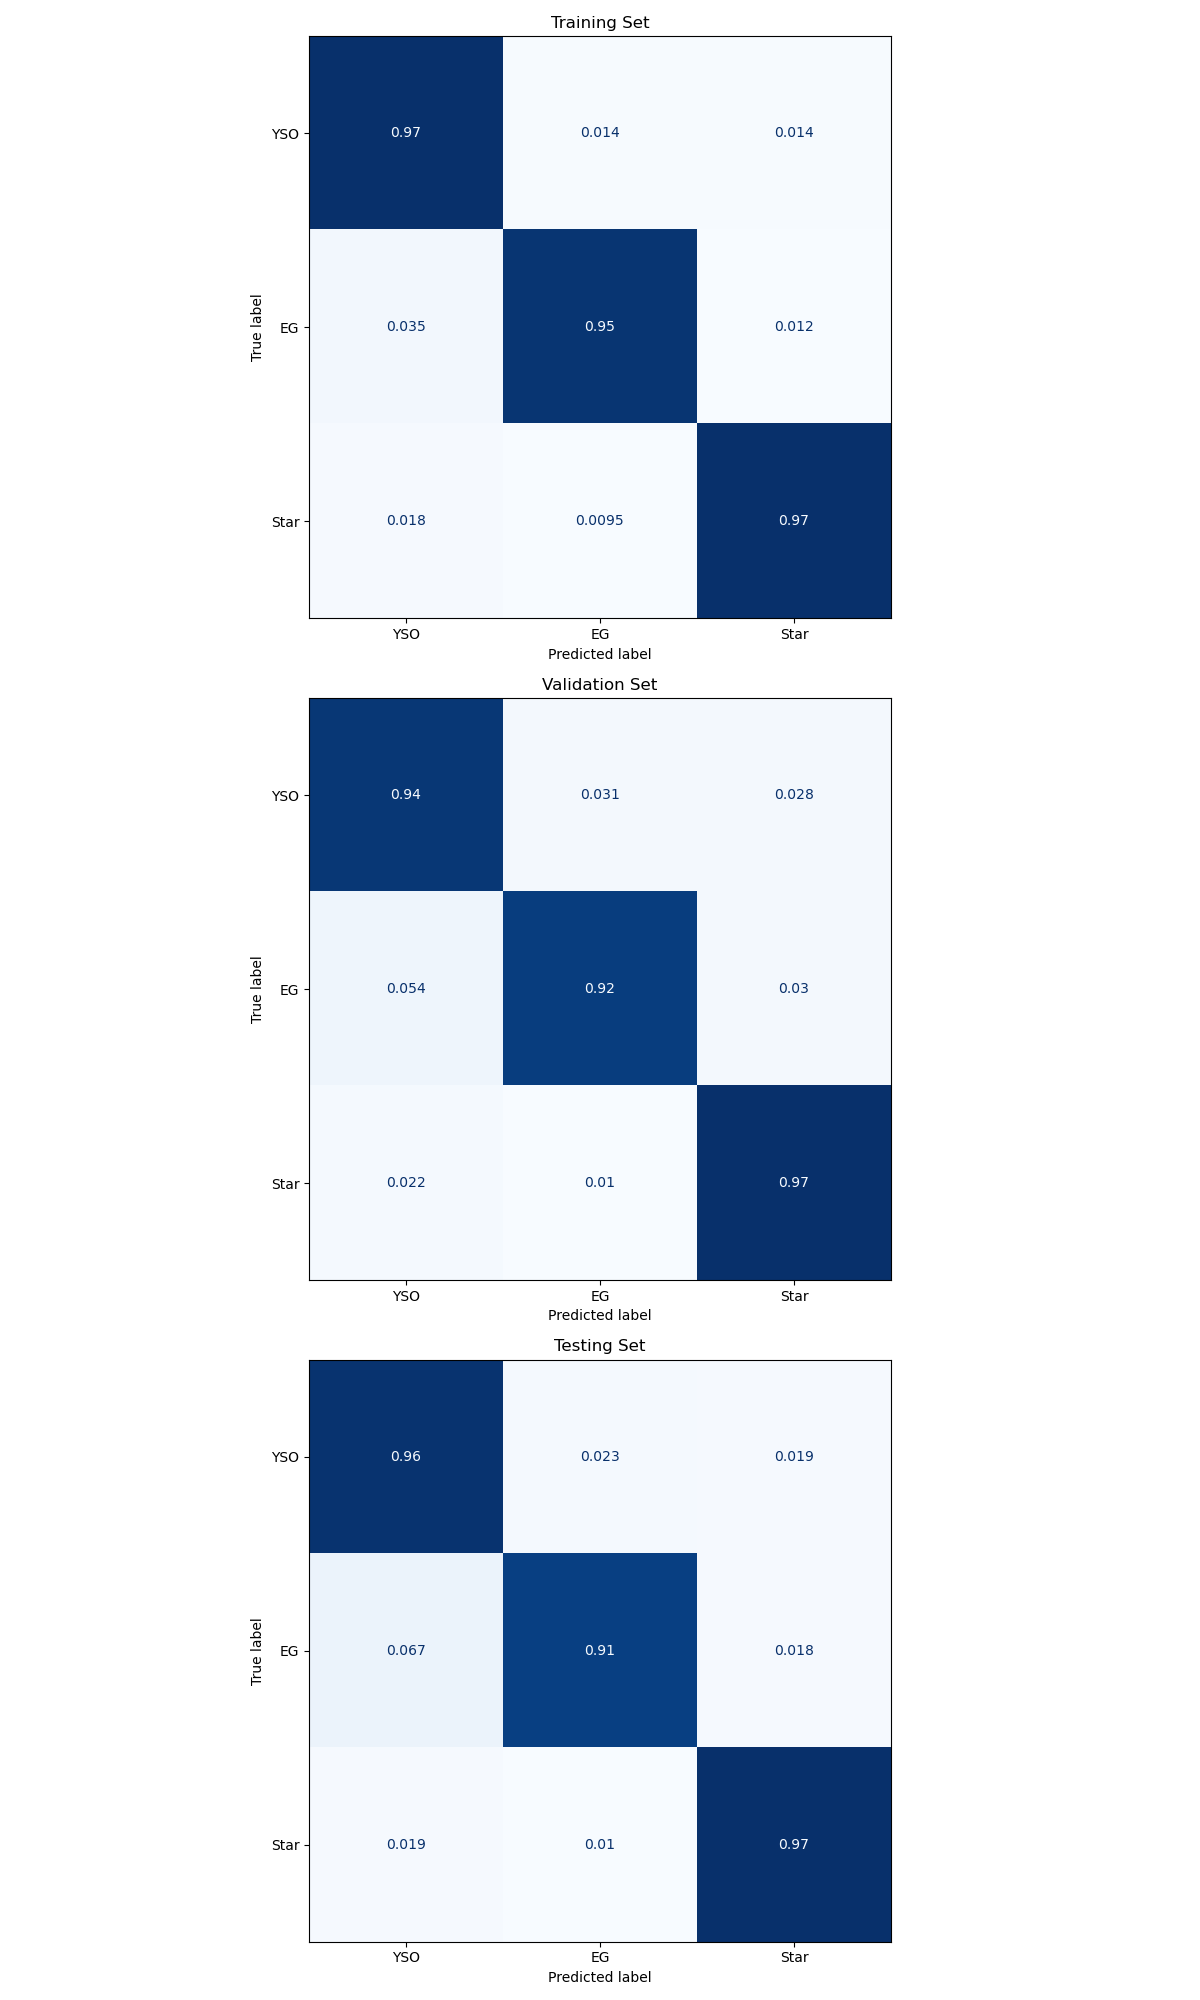 Training Set
YSO 0.97 0.014 0.014
True label
EG 0.035 0.95 0.012
Star 0.018 0.0095 0.97
YSO EG Star
Predicted label
Validation Set
YSO 0.94 0.031 0.028
True label
EG 0.054 0.92 0.03
Star 0.022 0.01 0.97
YSO EG Star
Predicted label
Testing Set
YSO 0.96 0.023 0.019
True label
EG 0.067 0.91 0.018
Star 0.019 0.01 0.97
YSO EG Star
Predicted label